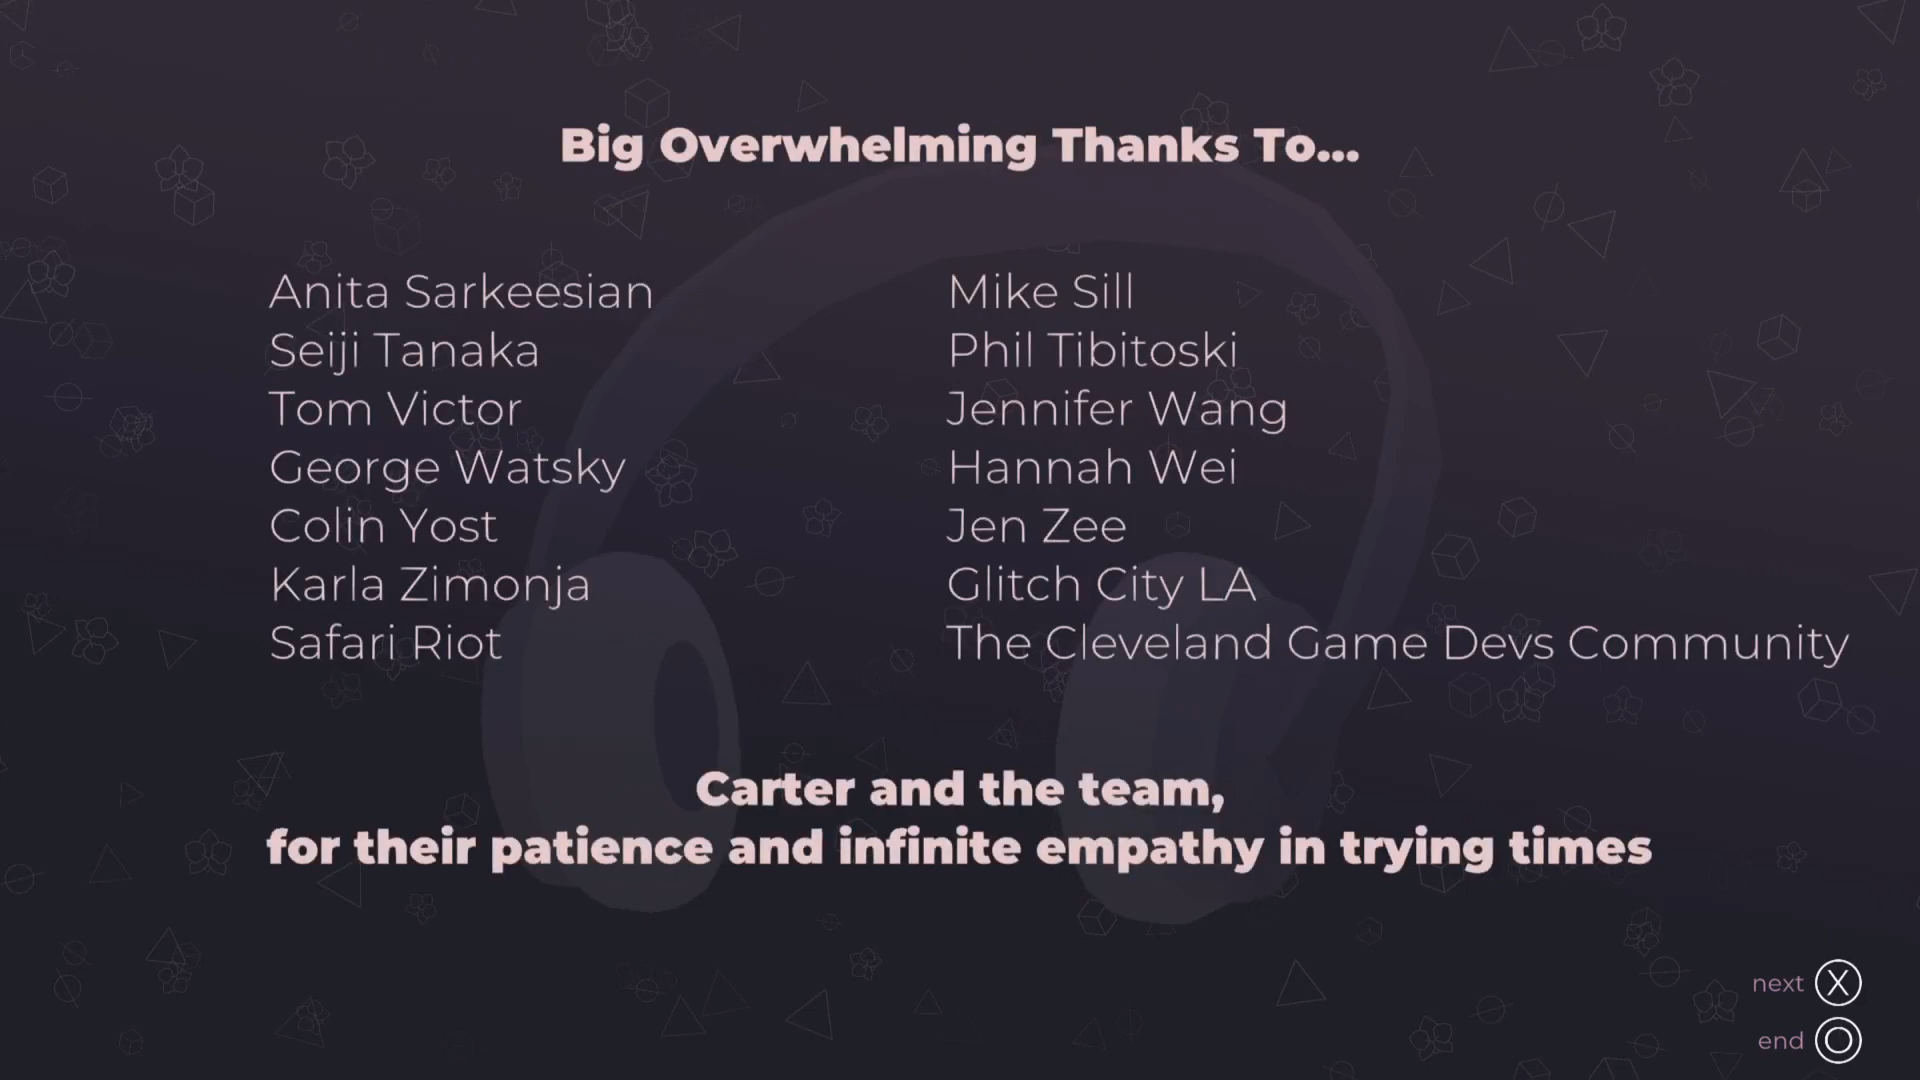 Big Overwhelming Thanks To...
Anita Sarkeesian
Seiji Tanaka
Tom Victor
George Watsky
Colin Yost
Karla Zimonja
Safari Riot
Mike Sill
Phil Tibitoski
Jennifer Wang
Hannah Wei
Jen Zee
Glitch City LA
The Cleveland Game Devs Community
Carter and the team,
for their patience and infinite empathy in trying times
next X
end O